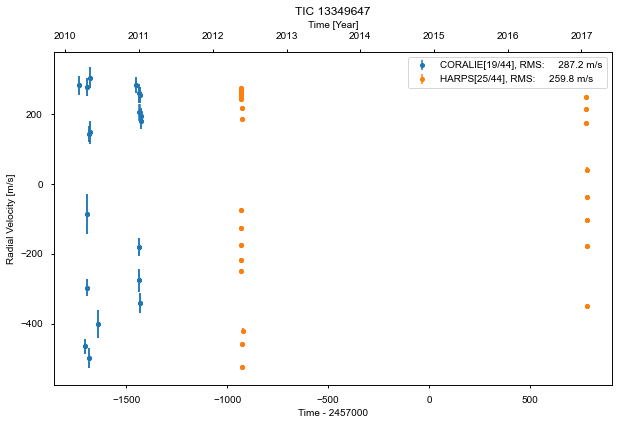 TIC 13349647
Time [Year]
2010 2011 2012 2013 2014 2015 2016 2017
CORALIE[19/44], RMS: 287.2 m/s
HARPS[25/44], RMS: 259.8 m/s
Radial Velocity [m/s]
200
0
−200
−400
−1500 −1000 −500 0 500
Time - 2457000